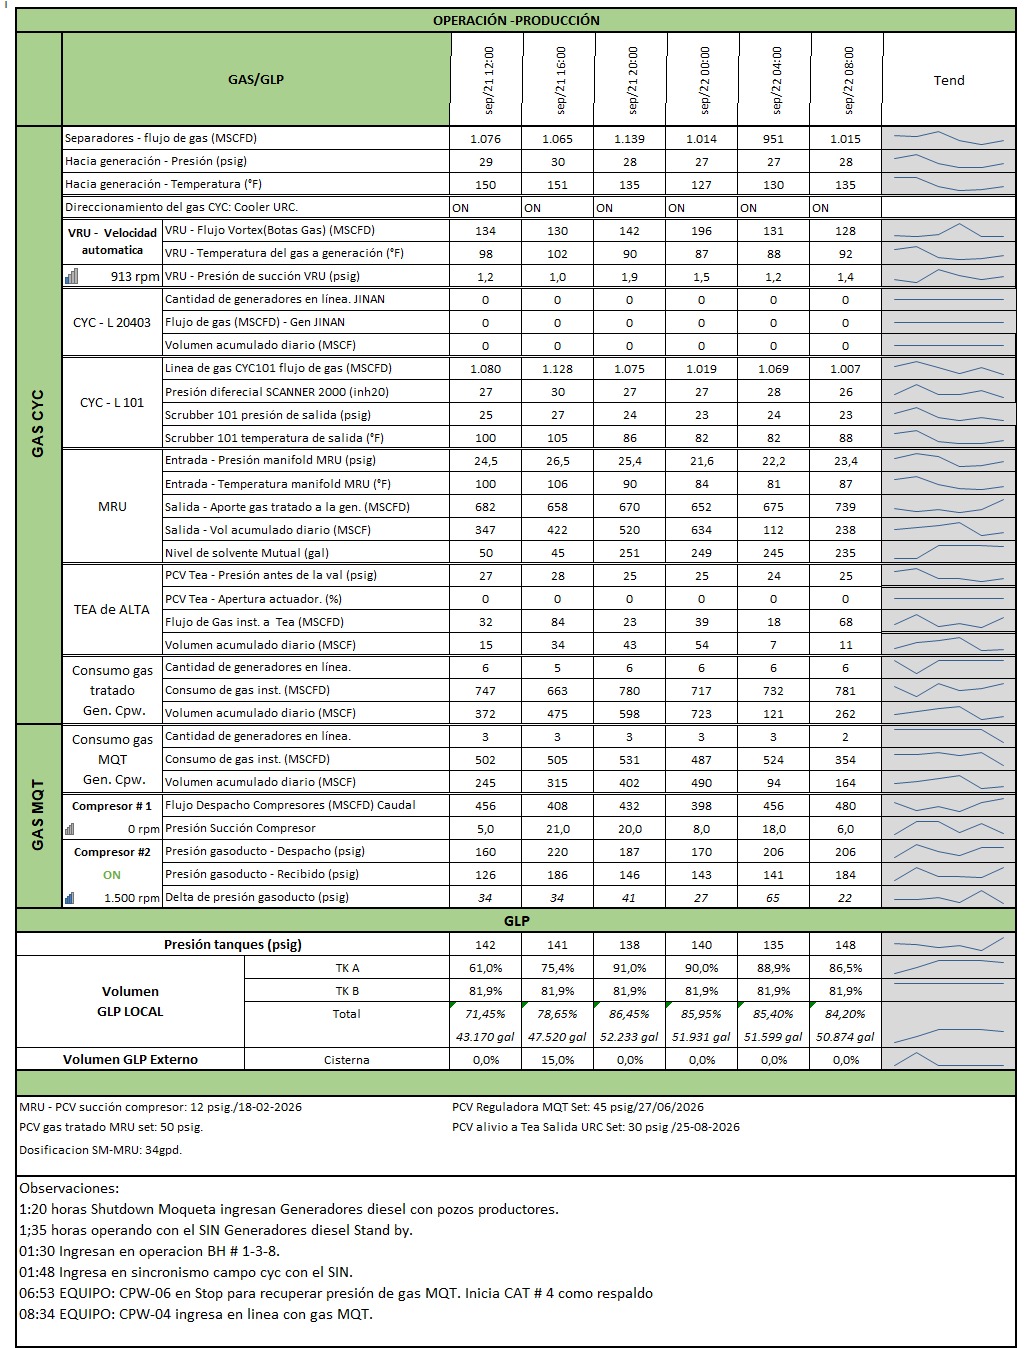 OPERACIÓN -PRODUCCIÓN
GAS/GLP sep/21 12:00 sep/21 16:00 sep/21 20:00 sep/22 00:00 sep/22 04:00 sep/22 08:00 Tend
GAS CYC
Separadores - flujo de gas (MSCFD) 1.076 1.065 1.139 1.014 951 1.015
Hacia generación - Presión (psig) 29 30 28 27 27 28
Hacia generación - Temperatura (°F) 150 151 135 127 130 135
Direccionamiento del gas CYC: Cooler URC. ON ON ON ON ON ON
VRU - Velocidad automatica
VRU - Flujo Vortex(Botas Gas) (MSCFD) 134 130 142 196 131 128
VRU - Temperatura del gas a generación (°F) 98 102 90 87 88 92
913 rpm VRU - Presión de succión VRU (psig) 1,2 1,0 1,9 1,5 1,2 1,4
CYC - L 20403
Cantidad de generadores en línea. JINAN 0 0 0 0 0 0
Flujo de gas (MSCFD) - Gen JINAN 0 0 0 0 0 0
Volumen acumulado diario (MSCF) 0 0 0 0 0 0
CYC - L 101
Linea de gas CYC101 flujo de gas (MSCFD) 1.080 1.128 1.075 1.019 1.069 1.007
Presión diferecial SCANNER 2000 (inh20) 27 30 27 27 28 26
Scrubber 101 presión de salida (psig) 25 27 24 23 24 23
Scrubber 101 temperatura de salida (°F) 100 105 86 82 82 88
MRU
Entrada - Presión manifold MRU (psig) 24,5 26,5 25,4 21,6 22,2 23,4
Entrada - Temperatura manifold MRU (°F) 100 106 90 84 81 87
Salida - Aporte gas tratado a la gen. (MSCFD) 682 658 670 652 675 739
Salida - Vol acumulado diario (MSCF) 347 422 520 634 112 238
Nivel de solvente Mutual (gal) 50 45 251 249 245 235
TEA de ALTA
PCV Tea - Presión antes de la val (psig) 27 28 25 25 24 25
PCV Tea - Apertura actuador. (%) 0 0 0 0 0 0
Flujo de Gas inst. a Tea (MSCFD) 32 84 23 39 18 68
Volumen acumulado diario (MSCF) 15 34 43 54 7 11
Consumo gas tratado Gen. Cpw.
Cantidad de generadores en línea. 6 5 6 6 6 6
Consumo de gas inst. (MSCFD) 747 663 780 717 732 781
Volumen acumulado diario (MSCF) 372 475 598 723 121 262
GAS MQT
Consumo gas MQT Gen. Cpw.
Cantidad de generadores en línea. 3 3 3 3 3 2
Consumo de gas inst. (MSCFD) 502 505 531 487 524 354
Volumen acumulado diario (MSCF) 245 315 402 490 94 164
Compresor # 1 Flujo Despacho Compresores (MSCFD) Caudal 456 408 432 398 456 480
0 rpm Presión Succión Compresor 5,0 21,0 20,0 8,0 18,0 6,0
Compresor #2 Presión gasoducto - Despacho (psig) 160 220 187 170 206 206
ON Presión gasoducto - Recibido (psig) 126 186 146 143 141 184
1.500 rpm Delta de presión gasoducto (psig) 34 34 41 27 65 22
GLP
Presión tanques (psig) 142 141 138 140 135 148
Volumen GLP LOCAL
TK A 61,0% 75,4% 91,0% 90,0% 88,9% 86,5%
TK B 81,9% 81,9% 81,9% 81,9% 81,9% 81,9%
Total 71,45% 78,65% 86,45% 85,95% 85,40% 84,20%
43.170 gal 47.520 gal 52.233 gal 51.931 gal 51.599 gal 50.874 gal
Volumen GLP Externo Cisterna 0,0% 15,0% 0,0% 0,0% 0,0% 0,0%
MRU - PCV succión compresor: 12 psig./18-02-2026 PCV Reguladora MQT Set: 45 psig/27/06/2026
PCV gas tratado MRU set: 50 psig. PCV alivio a Tea Salida URC Set: 30 psig /25-08-2026
Dosificacion SM-MRU: 34gpd.
Observaciones:
1:20 horas Shutdown Moqueta ingresan Generadores diesel con pozos productores.
1;35 horas operando con el SIN Generadores diesel Stand by.
01:30 Ingresan en operacion BH # 1-3-8.
01:48 Ingresa en sincronismo campo cyc con el SIN.
06:53 EQUIPO: CPW-06 en Stop para recuperar presión de gas MQT. Inicia CAT # 4 como respaldo
08:34 EQUIPO: CPW-04 ingresa en linea con gas MQT.